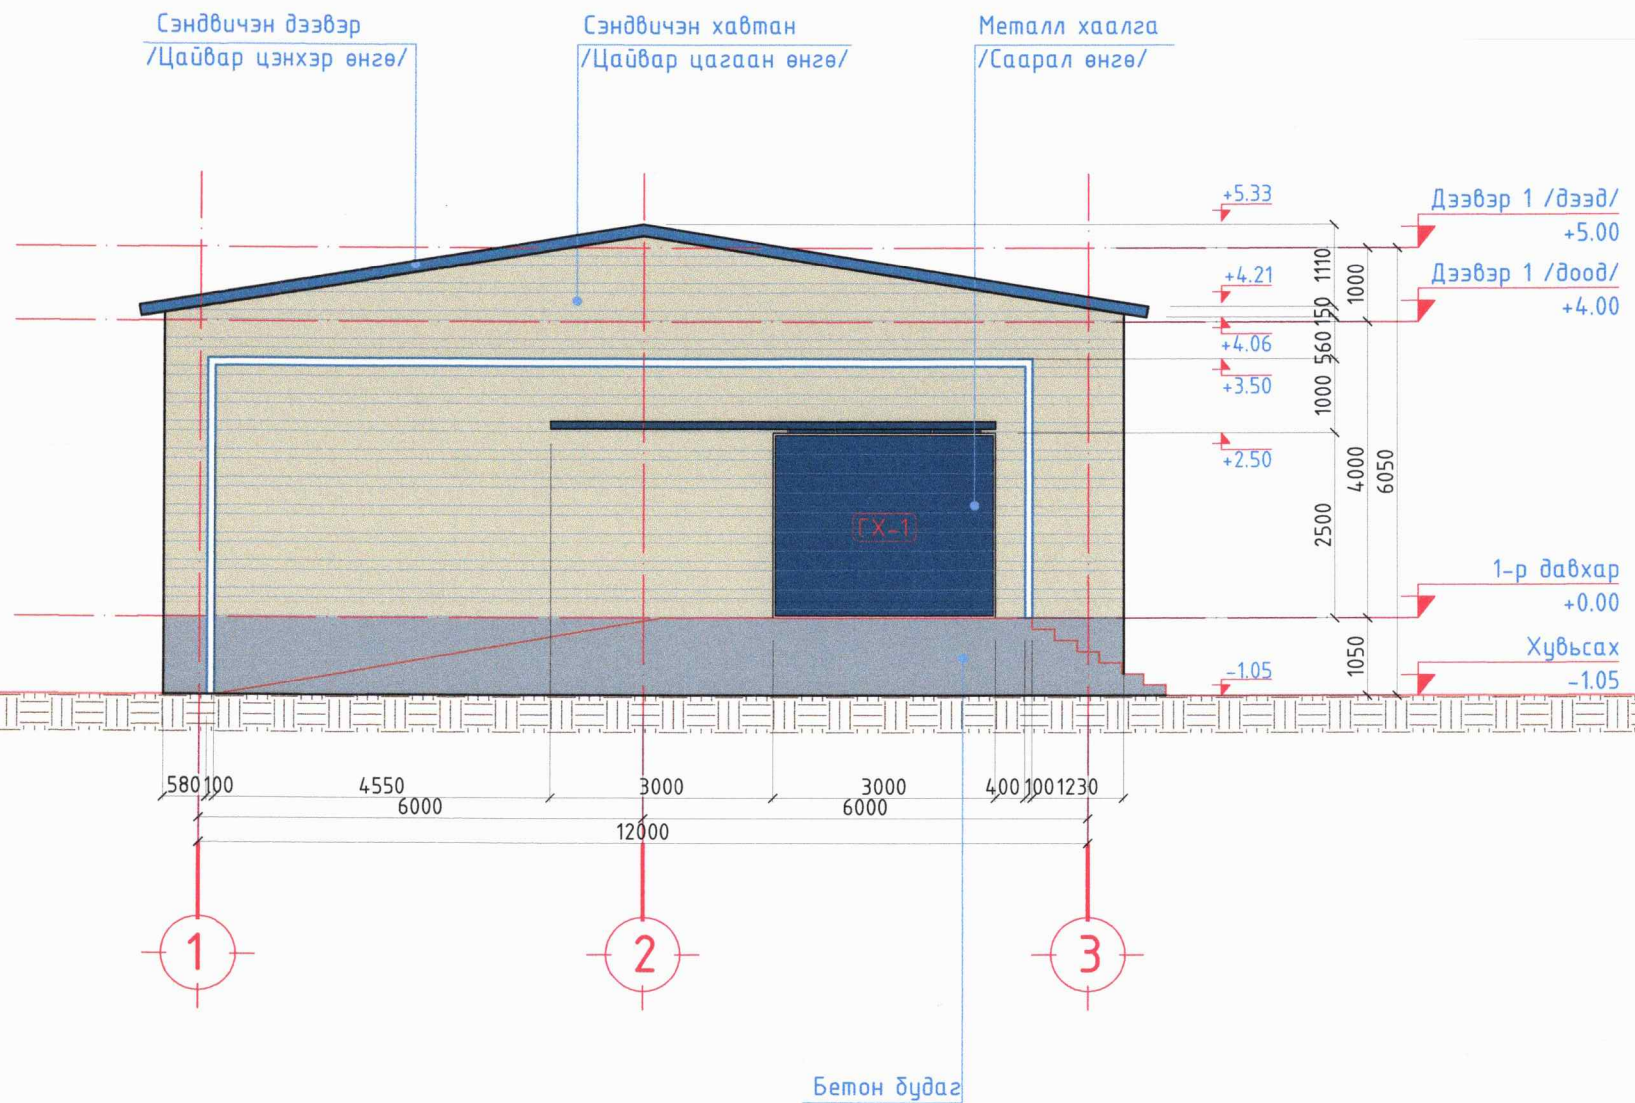 Сэндвичэн дээвэр
/Цайвар цэнхэр өнгө/
Сэндвичэн хавтан
/Цайвар цагаан өнгө/
Металл хаалга
/Саарал өнгө/
+5.33
Дээвэр 1 /дээд/
+5.00
1110
1000
+4.21
Дээвэр 1 /доод/
+4.00
150
+4.06
560
+3.50
1000
+2.50
4000
6050
2500
ГХ-1
1-р давхар
+0.00
Хувьсах
-1.05
-1.05
1050
580 100 4550 3000 3000 400 100 1230
6000 6000
12000
1 2 3
Бетон будаг